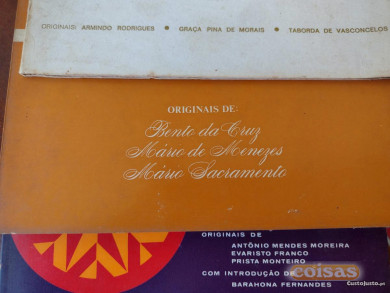 ORIGINAIS: ARMINDO RODRIGUES • GRAÇA PINA DE MORAIS • TABORDA DE VASCONCELOS
ORIGINAIS DE:
Bento da Cruz
Mário de Menezes
Mário Sacramento
ORIGINAIS DE
ANTÔNIO MENDES MOREIRA
EVARISTO FRANCO
PRISTA MONTEIRO
COM INTRODUÇÃO DE
BARAHONA FERNANDES
coisas
CustoJusto.pt